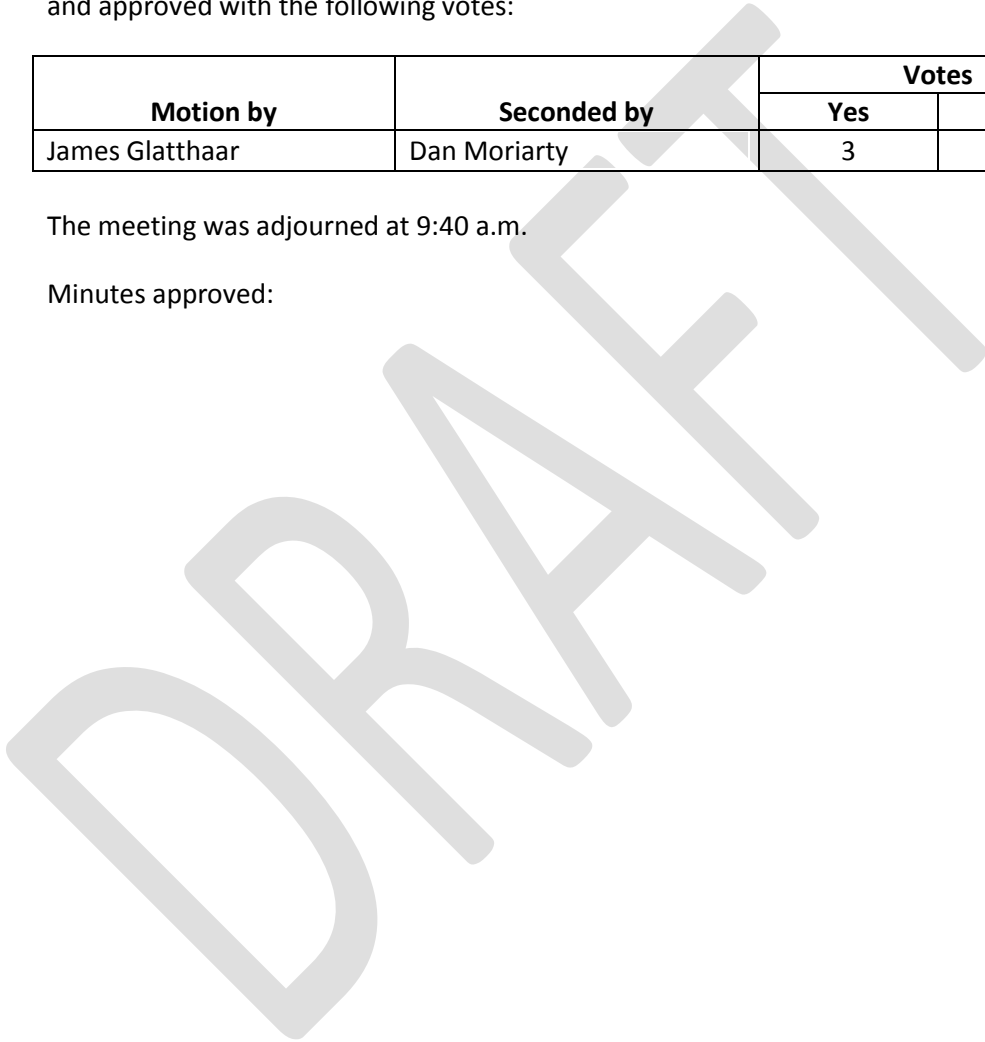 and approved with the following votes:
Votes
Motion by Seconded by Yes
James Glatthaar Dan Moriarty 3
The meeting was adjourned at 9:40 a.m.
Minutes approved:
DRAFT